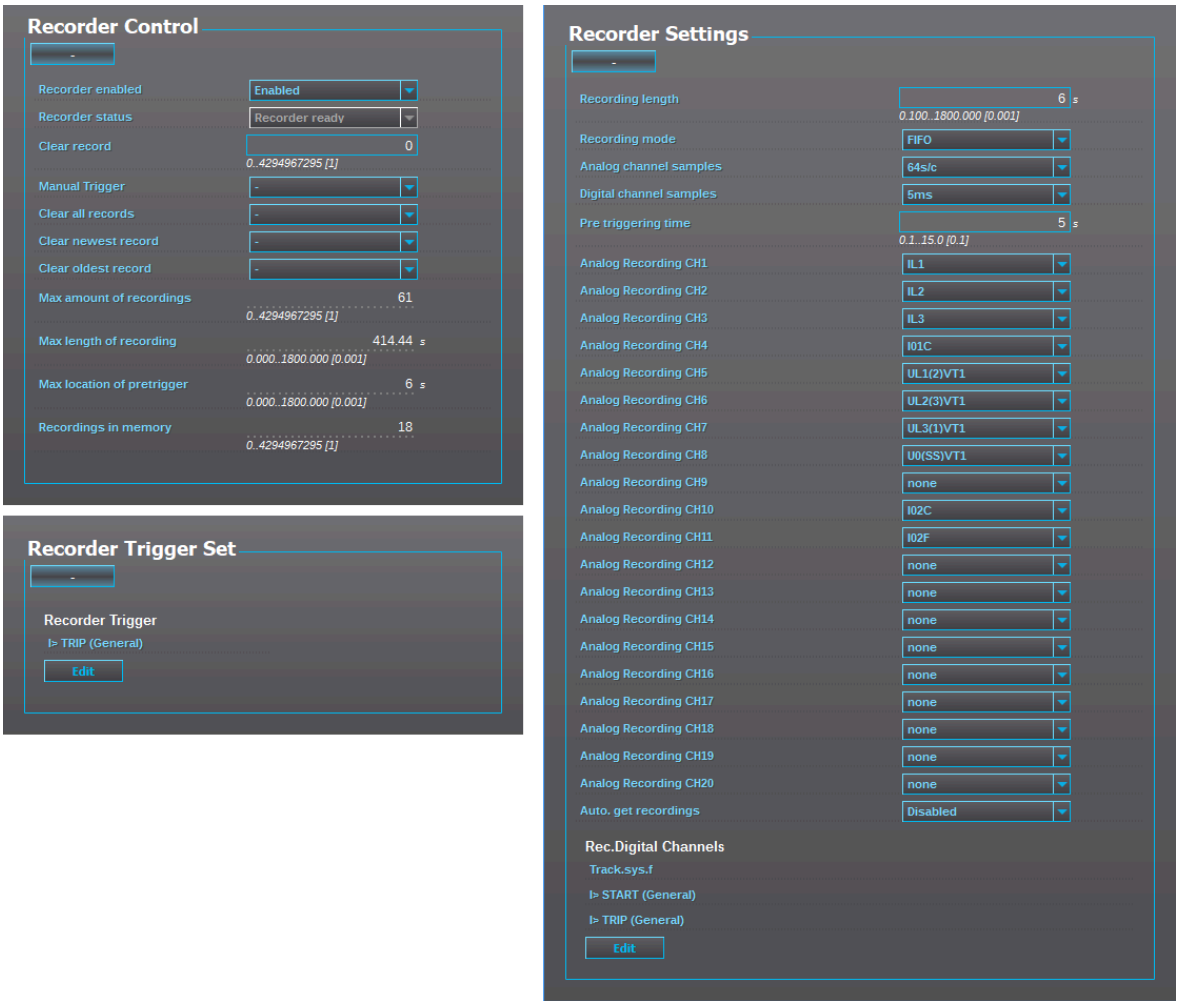 Recorder Control
-
Recorder enabled Enabled
Recorder status Recorder ready
Clear record 0
0..4294967295 [1]
Manual Trigger -
Clear all records -
Clear newest record -
Clear oldest record -
Max amount of recordings 61
0..4294967295 [1]
Max length of recording 414.44 s
0.000..1800.000 [0.001]
Max location of pretrigger 6 s
0.000..1800.000 [0.001]
Recordings in memory 18
0..4294967295 [1]
Recorder Trigger Set
-
Recorder Trigger
I> TRIP (General)
Edit
Recorder Settings
-
Recording length 6 s
0.100..1800.000 [0.001]
Recording mode FIFO
Analog channel samples 64s/c
Digital channel samples 5ms
Pre triggering time 5 s
0.1..15.0 [0.1]
Analog Recording CH1 IL1
Analog Recording CH2 IL2
Analog Recording CH3 IL3
Analog Recording CH4 I01C
Analog Recording CH5 UL1(2)VT1
Analog Recording CH6 UL2(3)VT1
Analog Recording CH7 UL3(1)VT1
Analog Recording CH8 U0(SS)VT1
Analog Recording CH9 none
Analog Recording CH10 I02C
Analog Recording CH11 I02F
Analog Recording CH12 none
Analog Recording CH13 none
Analog Recording CH14 none
Analog Recording CH15 none
Analog Recording CH16 none
Analog Recording CH17 none
Analog Recording CH18 none
Analog Recording CH19 none
Analog Recording CH20 none
Auto. get recordings Disabled
Rec.Digital Channels
Track.sys.f
I> START (General)
I> TRIP (General)
Edit